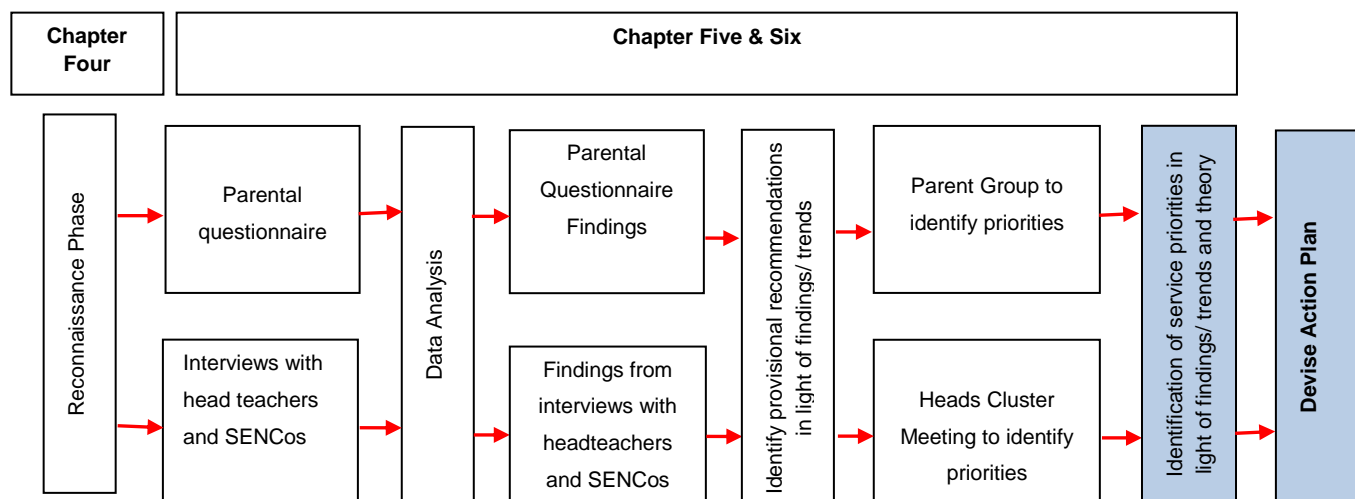 Chapter
Four
Chapter Five & Six
Reconnaissance Phase
Parental
questionnaire
Interviews with
head teachers
and SENCos
Data Analysis
Parental
Questionnaire
Findings
Findings from
interviews with
headteachers
and SENCos
Identify provisional recommendations
in light of findings/ trends
Parent Group to
identify priorities
Heads Cluster
Meeting to identify
priorities
Identification of service priorities in
light of findings/ trends and theory
Devise Action Plan